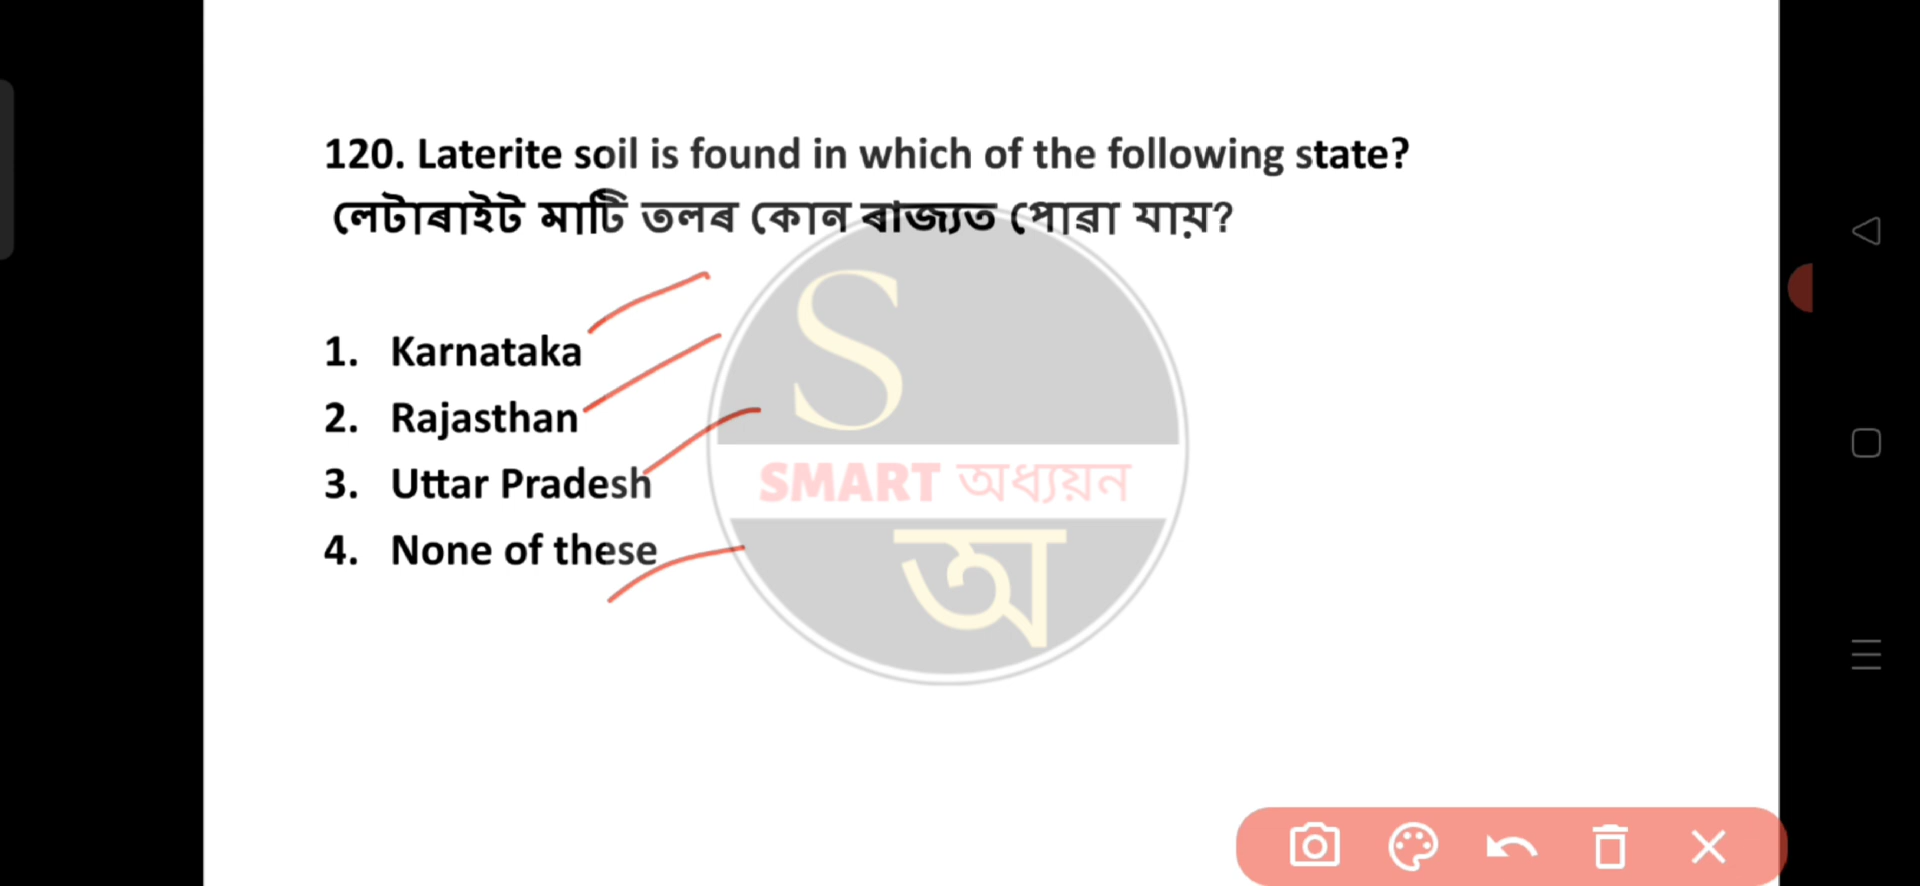 120. Laterite soil is found in which of the following state?
লেটাৰাইট মাটি তলৰ কোন ৰাজ্যত পোৱা যায়?
1. Karnataka
2. Rajasthan
3. Uttar Pradesh
4. None of these
S
SMART অধ্যয়ন
অ